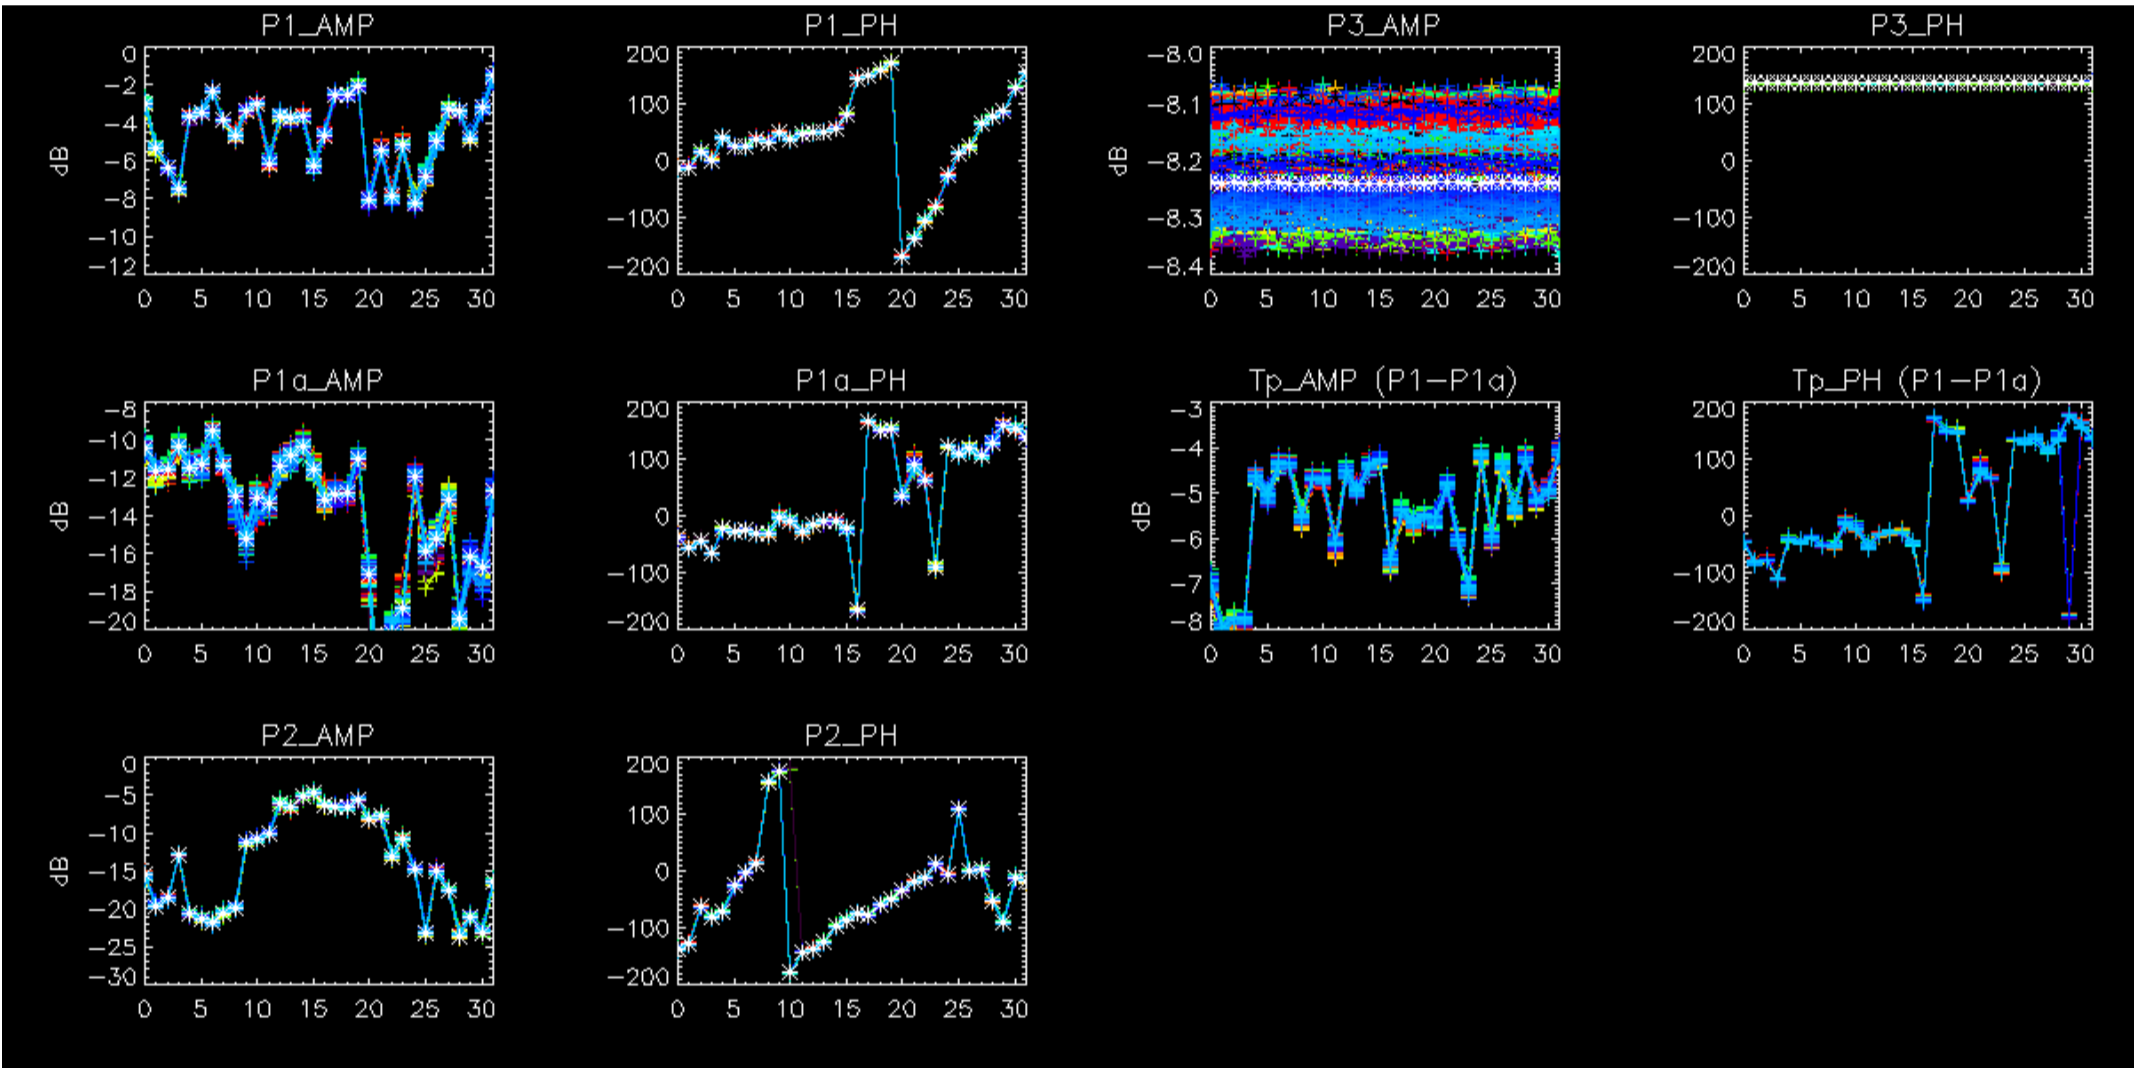 P1_AMP
P1_PH
P3_AMP
P3_PH
0
−2
−4
−6
−8
−10
−12
dB
0 5 10 15 20 25 30
200
100
0
−100
−200
0 5 10 15 20 25 30
−8.0
−8.1
−8.2
−8.3
−8.4
dB
0 5 10 15 20 25 30
200
100
0
−100
−200
0 5 10 15 20 25 30
P1a_AMP
P1a_PH
Tp_AMP (P1−P1a)
Tp_PH (P1−P1a)
−8
−10
−12
−14
−16
−18
−20
dB
0 5 10 15 20 25 30
200
100
0
−100
−200
0 5 10 15 20 25 30
−3
−4
−5
−6
−7
−8
dB
0 5 10 15 20 25 30
200
100
0
−100
−200
0 5 10 15 20 25 30
P2_AMP
P2_PH
0
−5
−10
−15
−20
−25
−30
dB
0 5 10 15 20 25 30
200
100
0
−100
−200
0 5 10 15 20 25 30